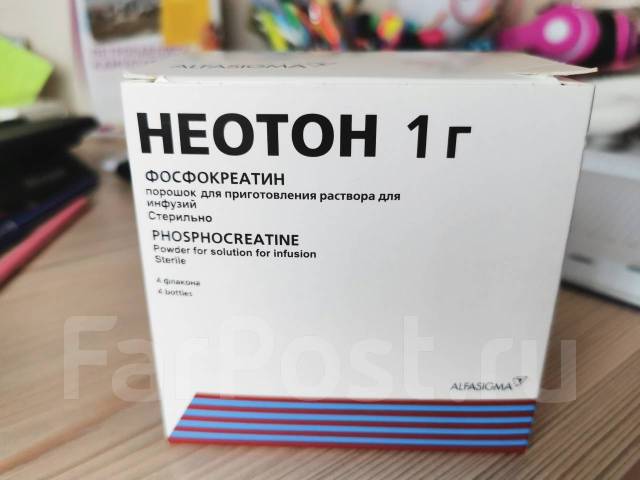 ALFASIGMA
НЕОТОН 1 г
ФОСФОКРЕАТИН
порошок для приготовления раствора для
инфузий
Стерильно
PHOSPHOCREATINE
Powder for solution for infusion
Sterile
4 флакона
4 bottles
FarPost.ru
ALFASIGMA